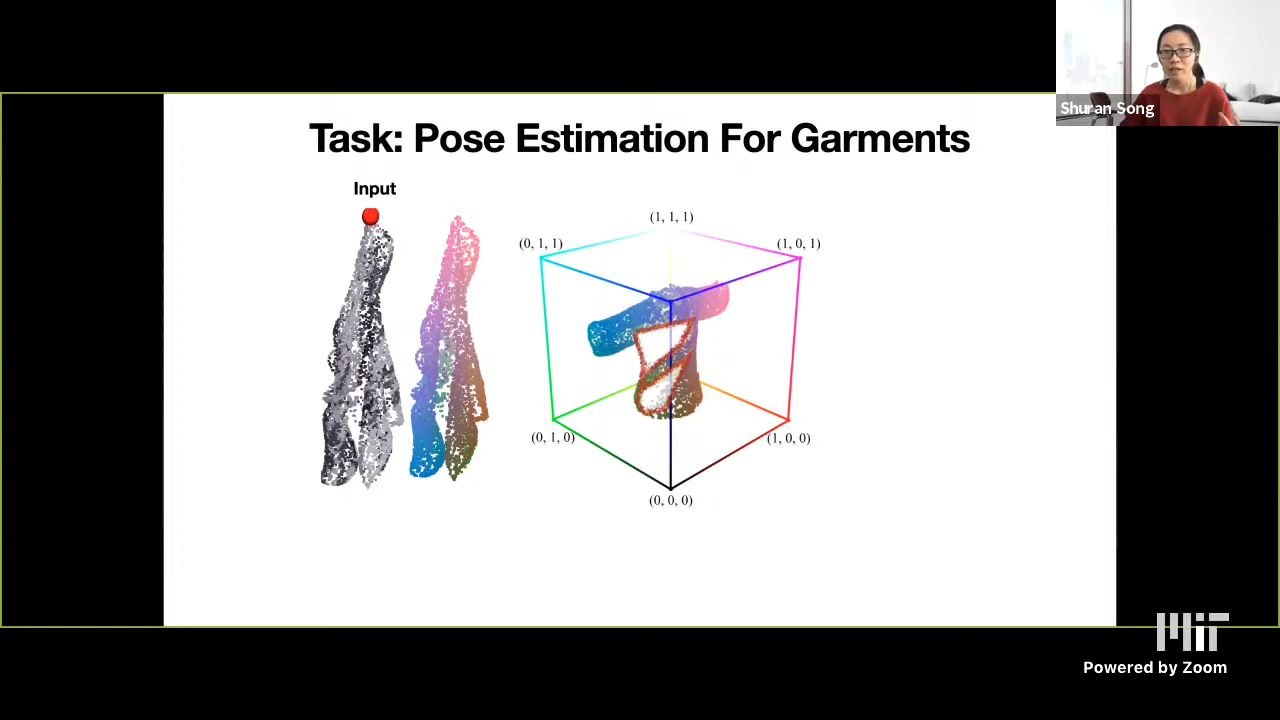 Shuran Song
Task: Pose Estimation For Garments
Input
(1, 1, 1)
(0, 1, 1)
(1, 0, 1)
(0, 1, 0)
(1, 0, 0)
(0, 0, 0)
MIT
Powered by Zoom